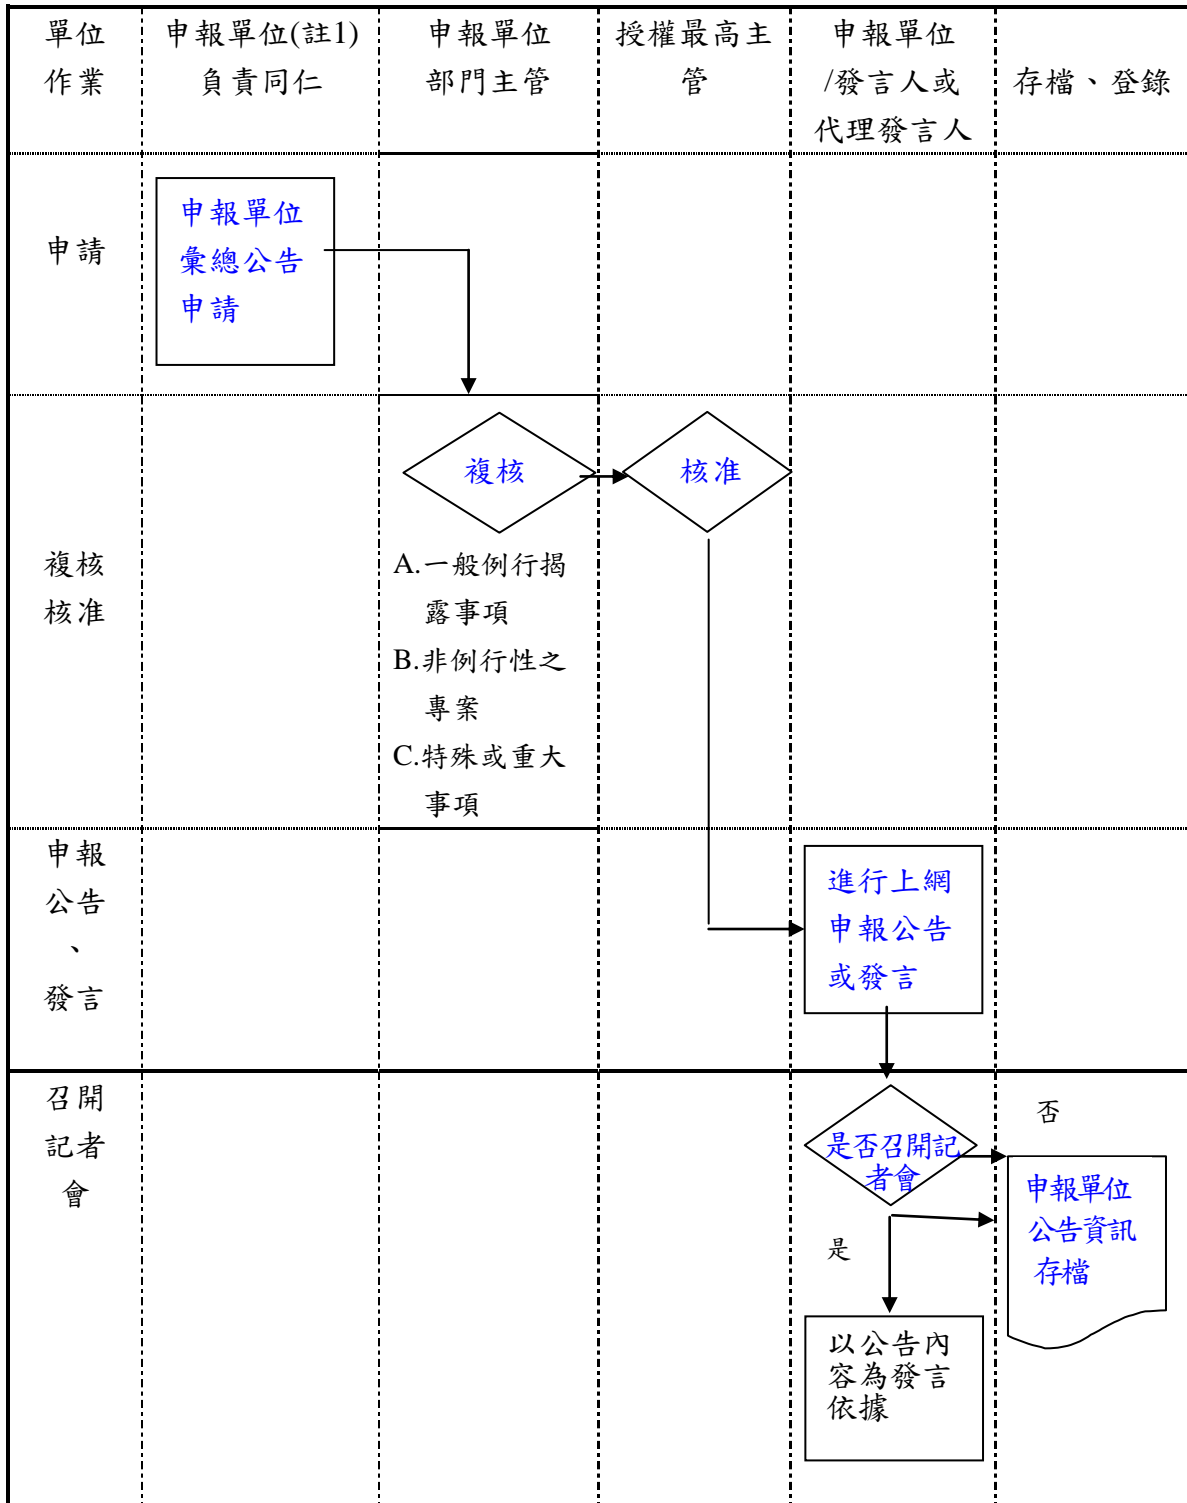 單位
作業
申報單位(註1)
負責同仁
申報單位
部門主管
授權最高主
管
申報單位
/發言人或
代理發言人
存檔、登錄
申請
申報單位
彙總公告
申請
複核
核准
複核
核准
A.一般例行揭
露事項
B.非例行性之
專案
C.特殊或重大
事項
申報
公告
、
發言
進行上網
申報公告
或發言
召開
記者
會
是否召開記
者會
否
是
申報單位
公告資訊
存檔
以公告內
容為發言
依據